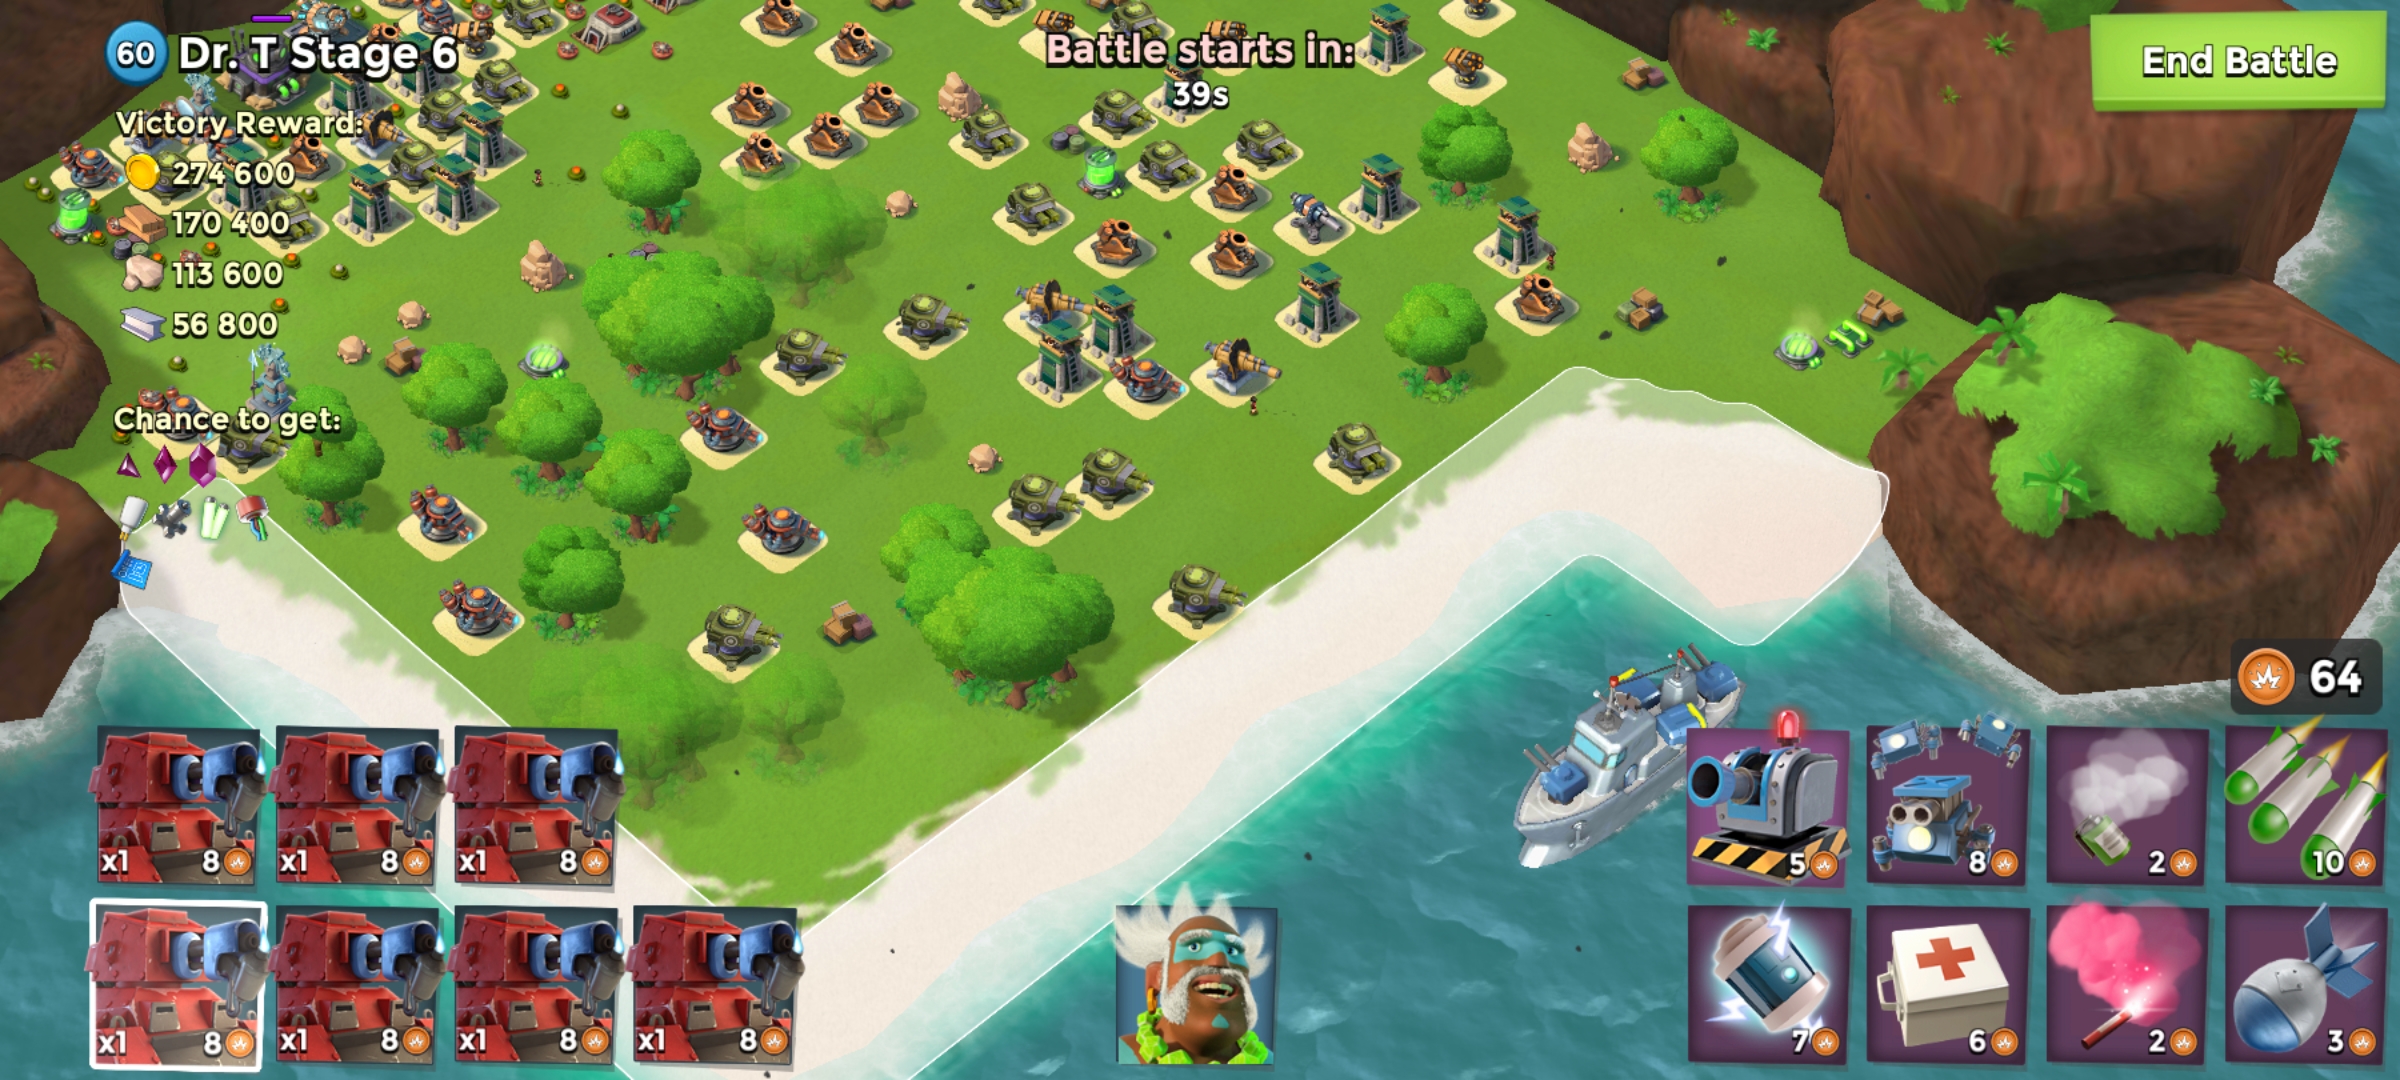 60 Dr. T Stage 6
Battle starts in:
39s
End Battle
Victory Reward:
274 600
170 400
113 600
56 800
Chance to get:
64
x1 8
x1 8
x1 8
5
8
2
10
x1 8
x1 8
x1 8
x1 8
7
6
2
3